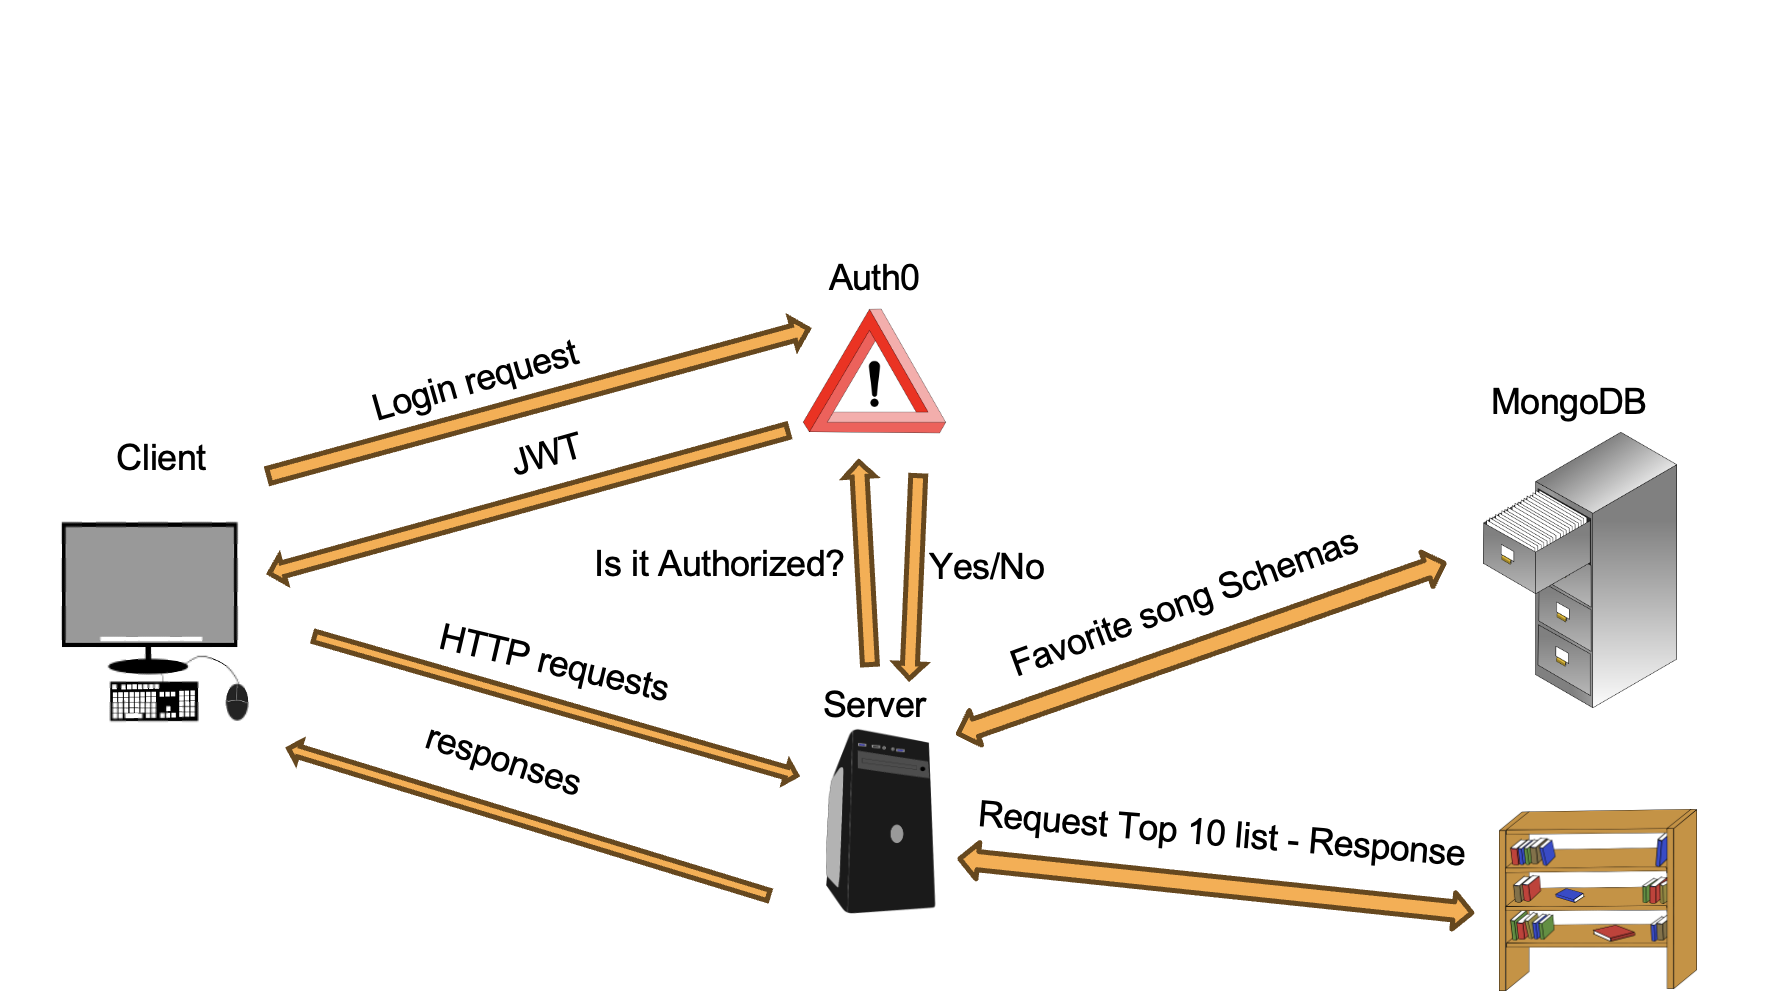 Auth0
Login request
MongoDB
JWT
Client
Is it Authorized?
Yes/No
Favorite song Schemas
HTTP requests
Server
responses
Request Top 10 list - Response